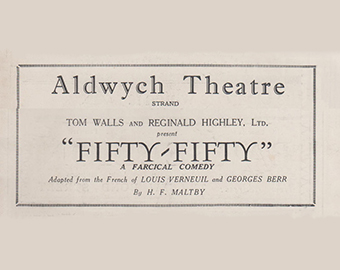 Aldwych Theatre
STRAND
TOM WALLS AND REGINALD HIGHLEY, LTD.
present
"FIFTY-FIFTY"
A FARCICAL COMEDY
Adapted from the French of LOUIS VERNEUIL and GEORGES BERR
By H. F. MALTBY